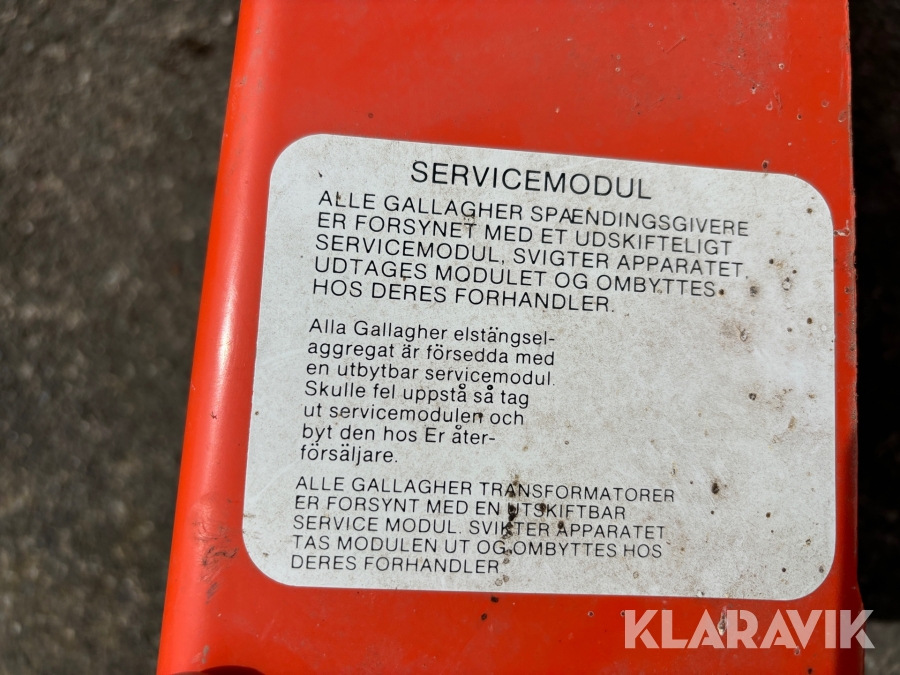 SERVICEMODUL
ALLE GALLAGHER SPÆNDINGSGIVERE
ER FORSYNET MED ET UDSKIFTELIGT
SERVICEMODUL, SVIGTER APPARATET
UDTAGES MODULET OG OMBYTTES
HOS DERES FORHANDLER.
Alla Gallagher elstängsel-
aggregat är försedda med
en utbytbar servicemodul.
Skulle fel uppstå så tag
ut servicemodulen och
byt den hos Er åter-
försäljare.
ALLE GALLAGHER TRANSFORMATORER
ER FORSYNT MED EN UTSKIFTBAR
SERVICE MODUL. SVIKTER APPARATET
TAS MODULEN UT OG OMBYTTES HOS
DERES FORHANDLER
KLARAVIK